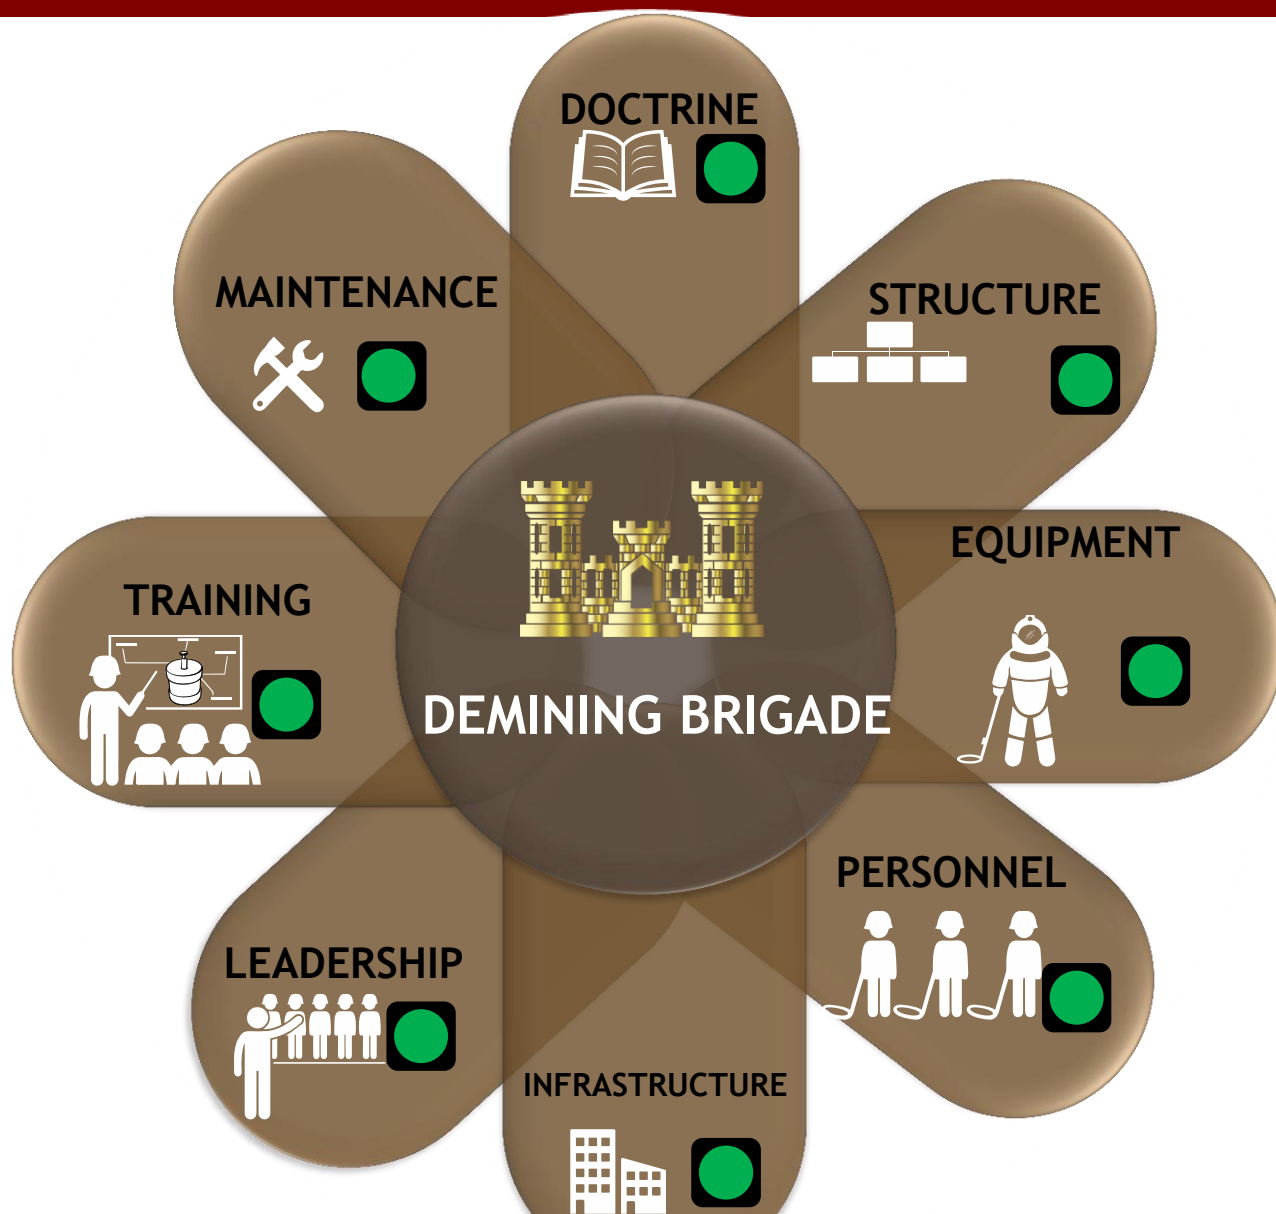 DOCTRINE
MAINTENANCE
STRUCTURE
EQUIPMENT
TRAINING
DEMINING BRIGADE
PERSONNEL
LEADERSHIP
INFRASTRUCTURE